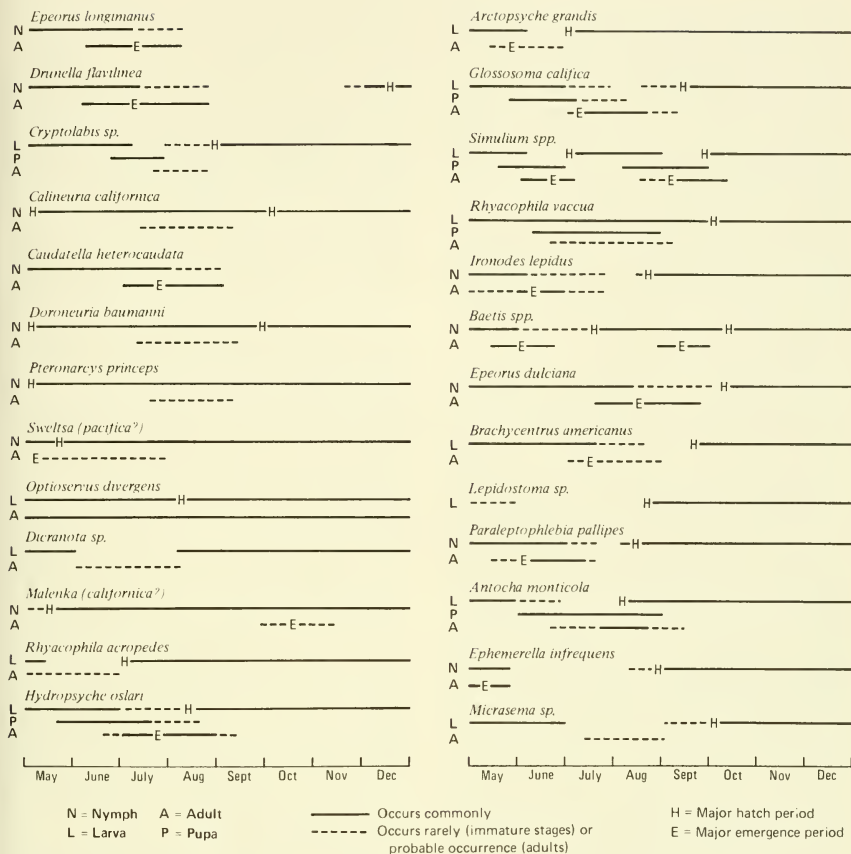 Epeorus longimanus
N
A E
Drunella flavilinea
N H
A E
Cryptolabis sp.
L H
P
A
Calineuria californica
N H H
A
Caudatella heterocaudata
N
A E
Doroneuria baumanni
N H H
A
Pteronarcys princeps
N H
A
Sweltsa (pacifica?)
N H
A E
Optioservus divergens
L H
A
Dicranota sp.
L
A
Malenka (californica?)
N H
A E
Rhyacophila acropedes
L H
A
Hydropsyche oslari
L H
P
A E
May June July Aug Sept Oct Nov Dec
Arctopsyche grandis
L H
A E
Glossosoma califica
L H
P
A E
Simulium spp.
L H H
P
A E E
Rhyacophila vaccua
L H
P
A
Ironodes lepidus
N H
A E
Baetis spp.
N H H
A E E
Epeorus dulciana
N H
A E
Brachycentrus americanus
L H
A E
Lepidostoma sp.
L H
Paraleptophlebia pallipes
N H
A E
Antocha monticola
L H
P
A
Ephemerella infrequens
N H
A E
Micrasema sp.
L H
A
May June July Aug Sept Oct Nov Dec
N = Nymph A = Adult
L = Larva P = Pupa
Occurs commonly
Occurs rarely (immature stages) or
probable occurrence (adults)
H = Major hatch period
E = Major emergence period